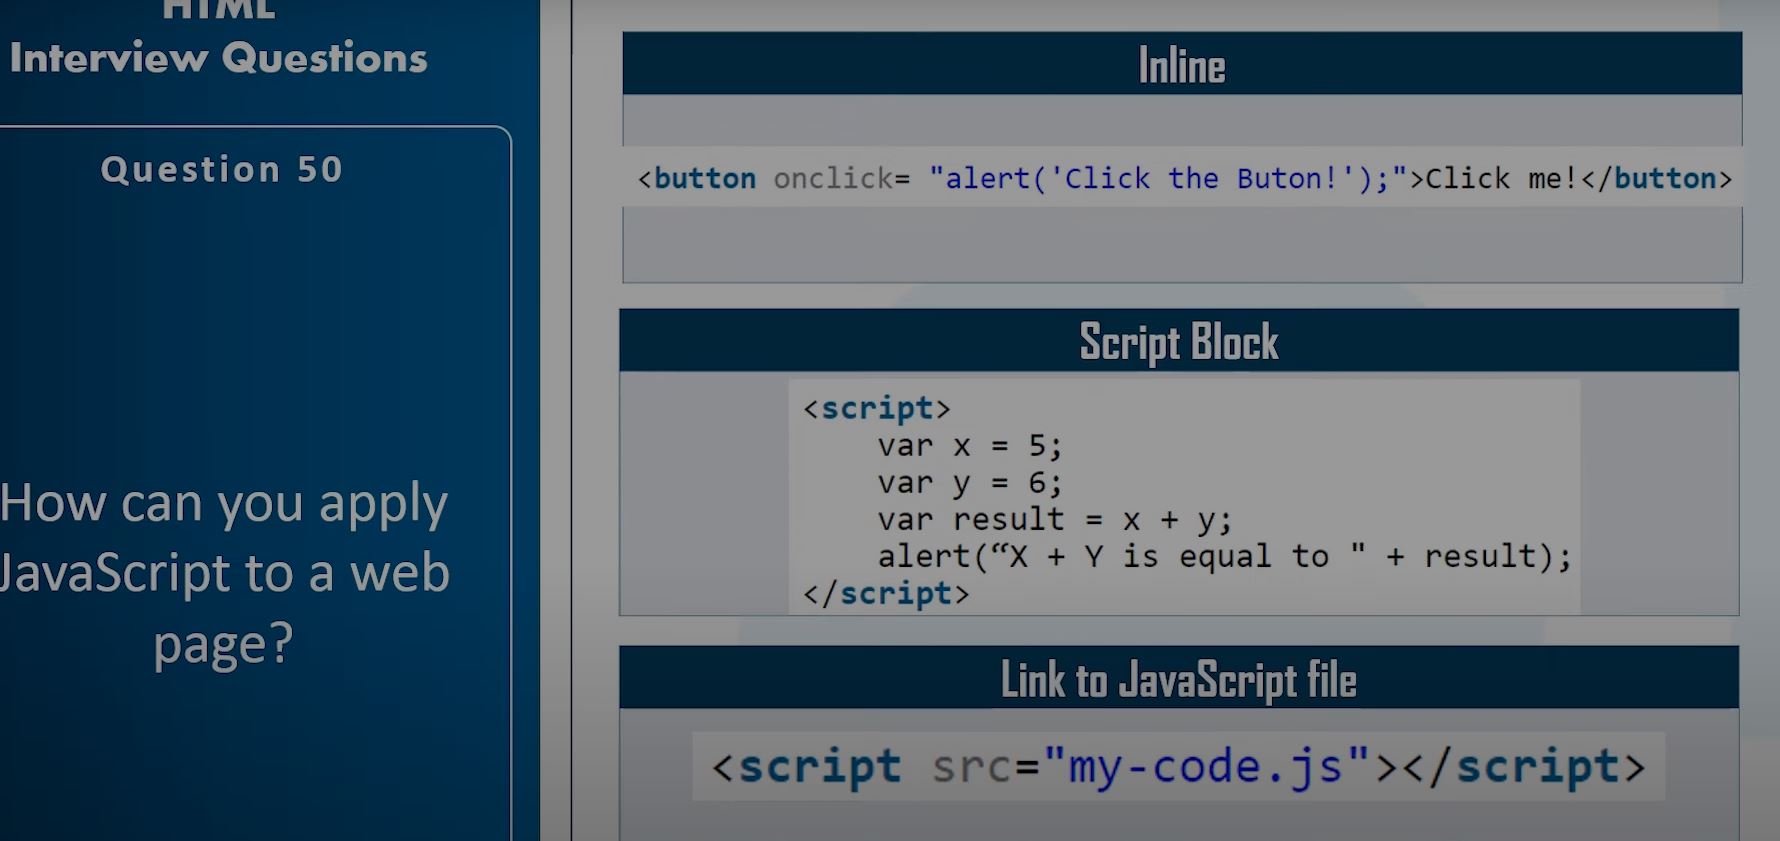 HTML
Interview Questions
Question 50
How can you apply
JavaScript to a web
page?
Inline
<button onclick= "alert('Click the Buton!');">Click me!</button>
Script Block
<script>
    var x = 5;
    var y = 6;
    var result = x + y;
    alert(“X + Y is equal to " + result);
</script>
Link to JavaScript file
<script src="my-code.js"></script>